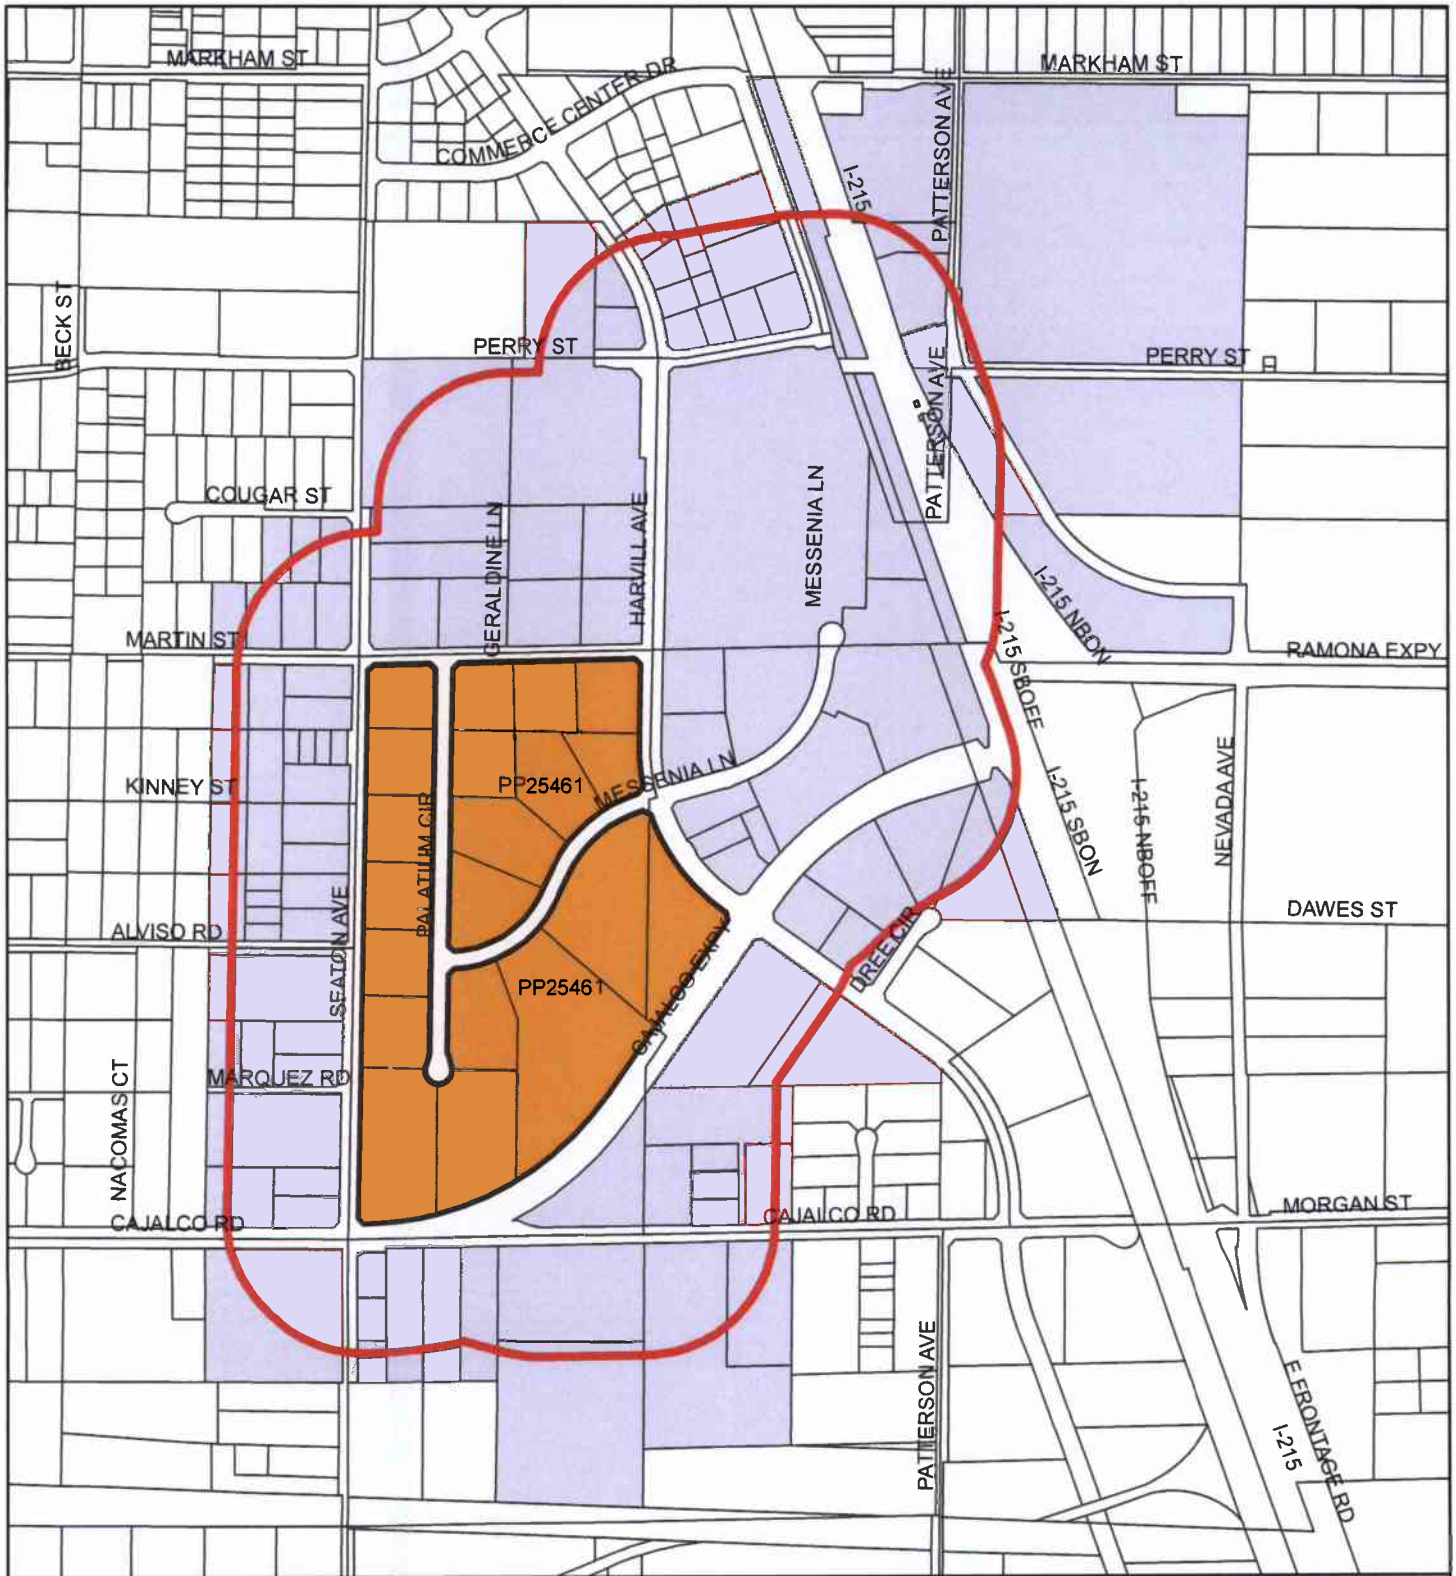 MARKHAM ST
MARKHAM ST
COMMERCE CENTER DR
PATTERSON AVE
I-215
BECK ST
PERRY ST
PERRY ST
PATTERSON AVE
COUGAR ST
GERALDINE LN
HARVILL AVE
MESSENIA LN
I-215 NBON
MARTIN ST
I-215 SBOFF
RAMONA EXPY
KINNEY ST
PP25461
MESSENIA LN
PALATIUM CIR
I-215 SBON
I-215 NBOFF
NEVADA AVE
SEATON AVE
ALVISO RD
DAWES ST
DREE CIR
PP25461
CAJALCO EXPY
NACOMAS CT
MARQUEZ RD
CAJALCO RD
CAJALCO RD
MORGAN ST
PATTERSON AVE
E FRONTAGE RD
I-215